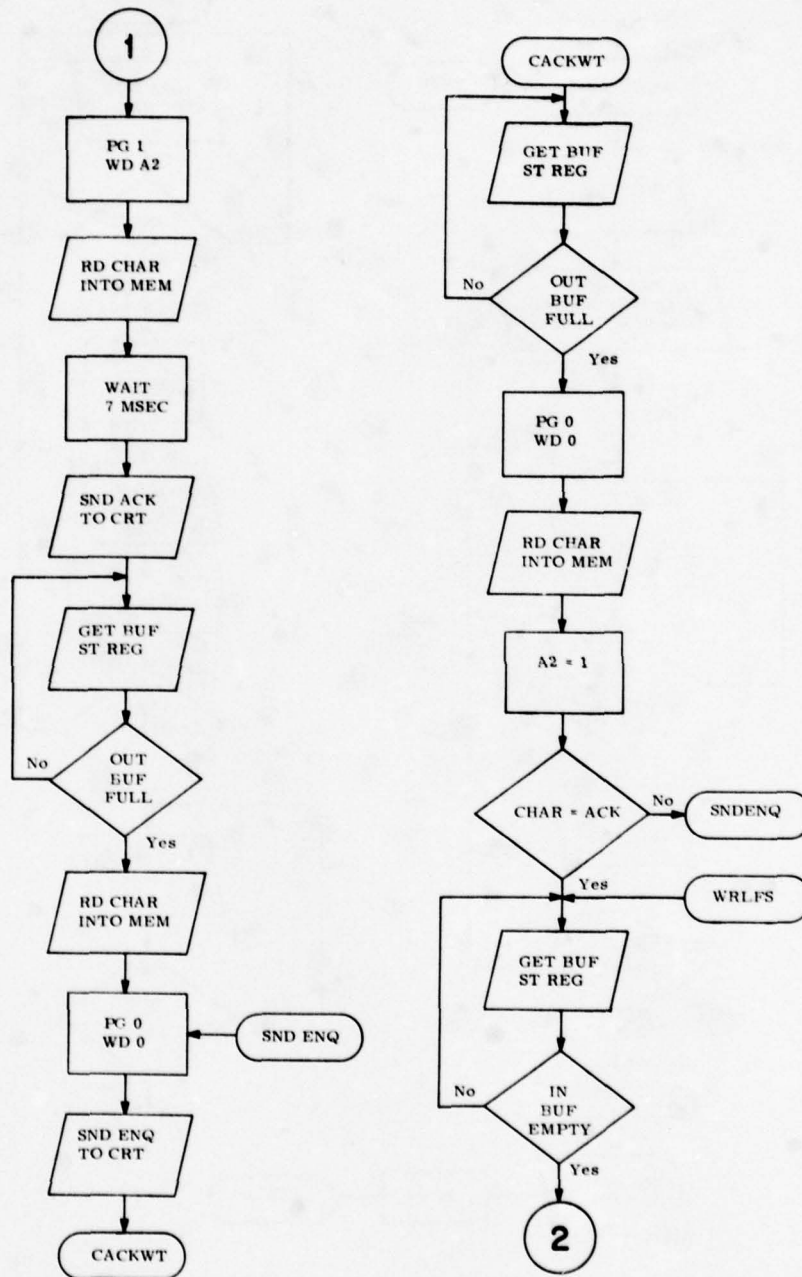 1
PG 1
WD A2
RD CHAR
INTO MEM
WAIT
7 MSEC
SND ACK
TO CRT
GET BUF
ST REG
No
OUT
BUF
FULL
Yes
RD CHAR
INTO MEM
PG 0
WD 0
SND ENQ
SND ENQ
TO CRT
CACKWT
CACKWT
GET BUF
ST REG
No
OUT
BUF
FULL
Yes
PG 0
WD 0
RD CHAR
INTO MEM
A2 = 1
CHAR = ACK
No
SNDENQ
Yes
WRLFS
GET BUF
ST REG
No
IN
BUF
EMPTY
Yes
2